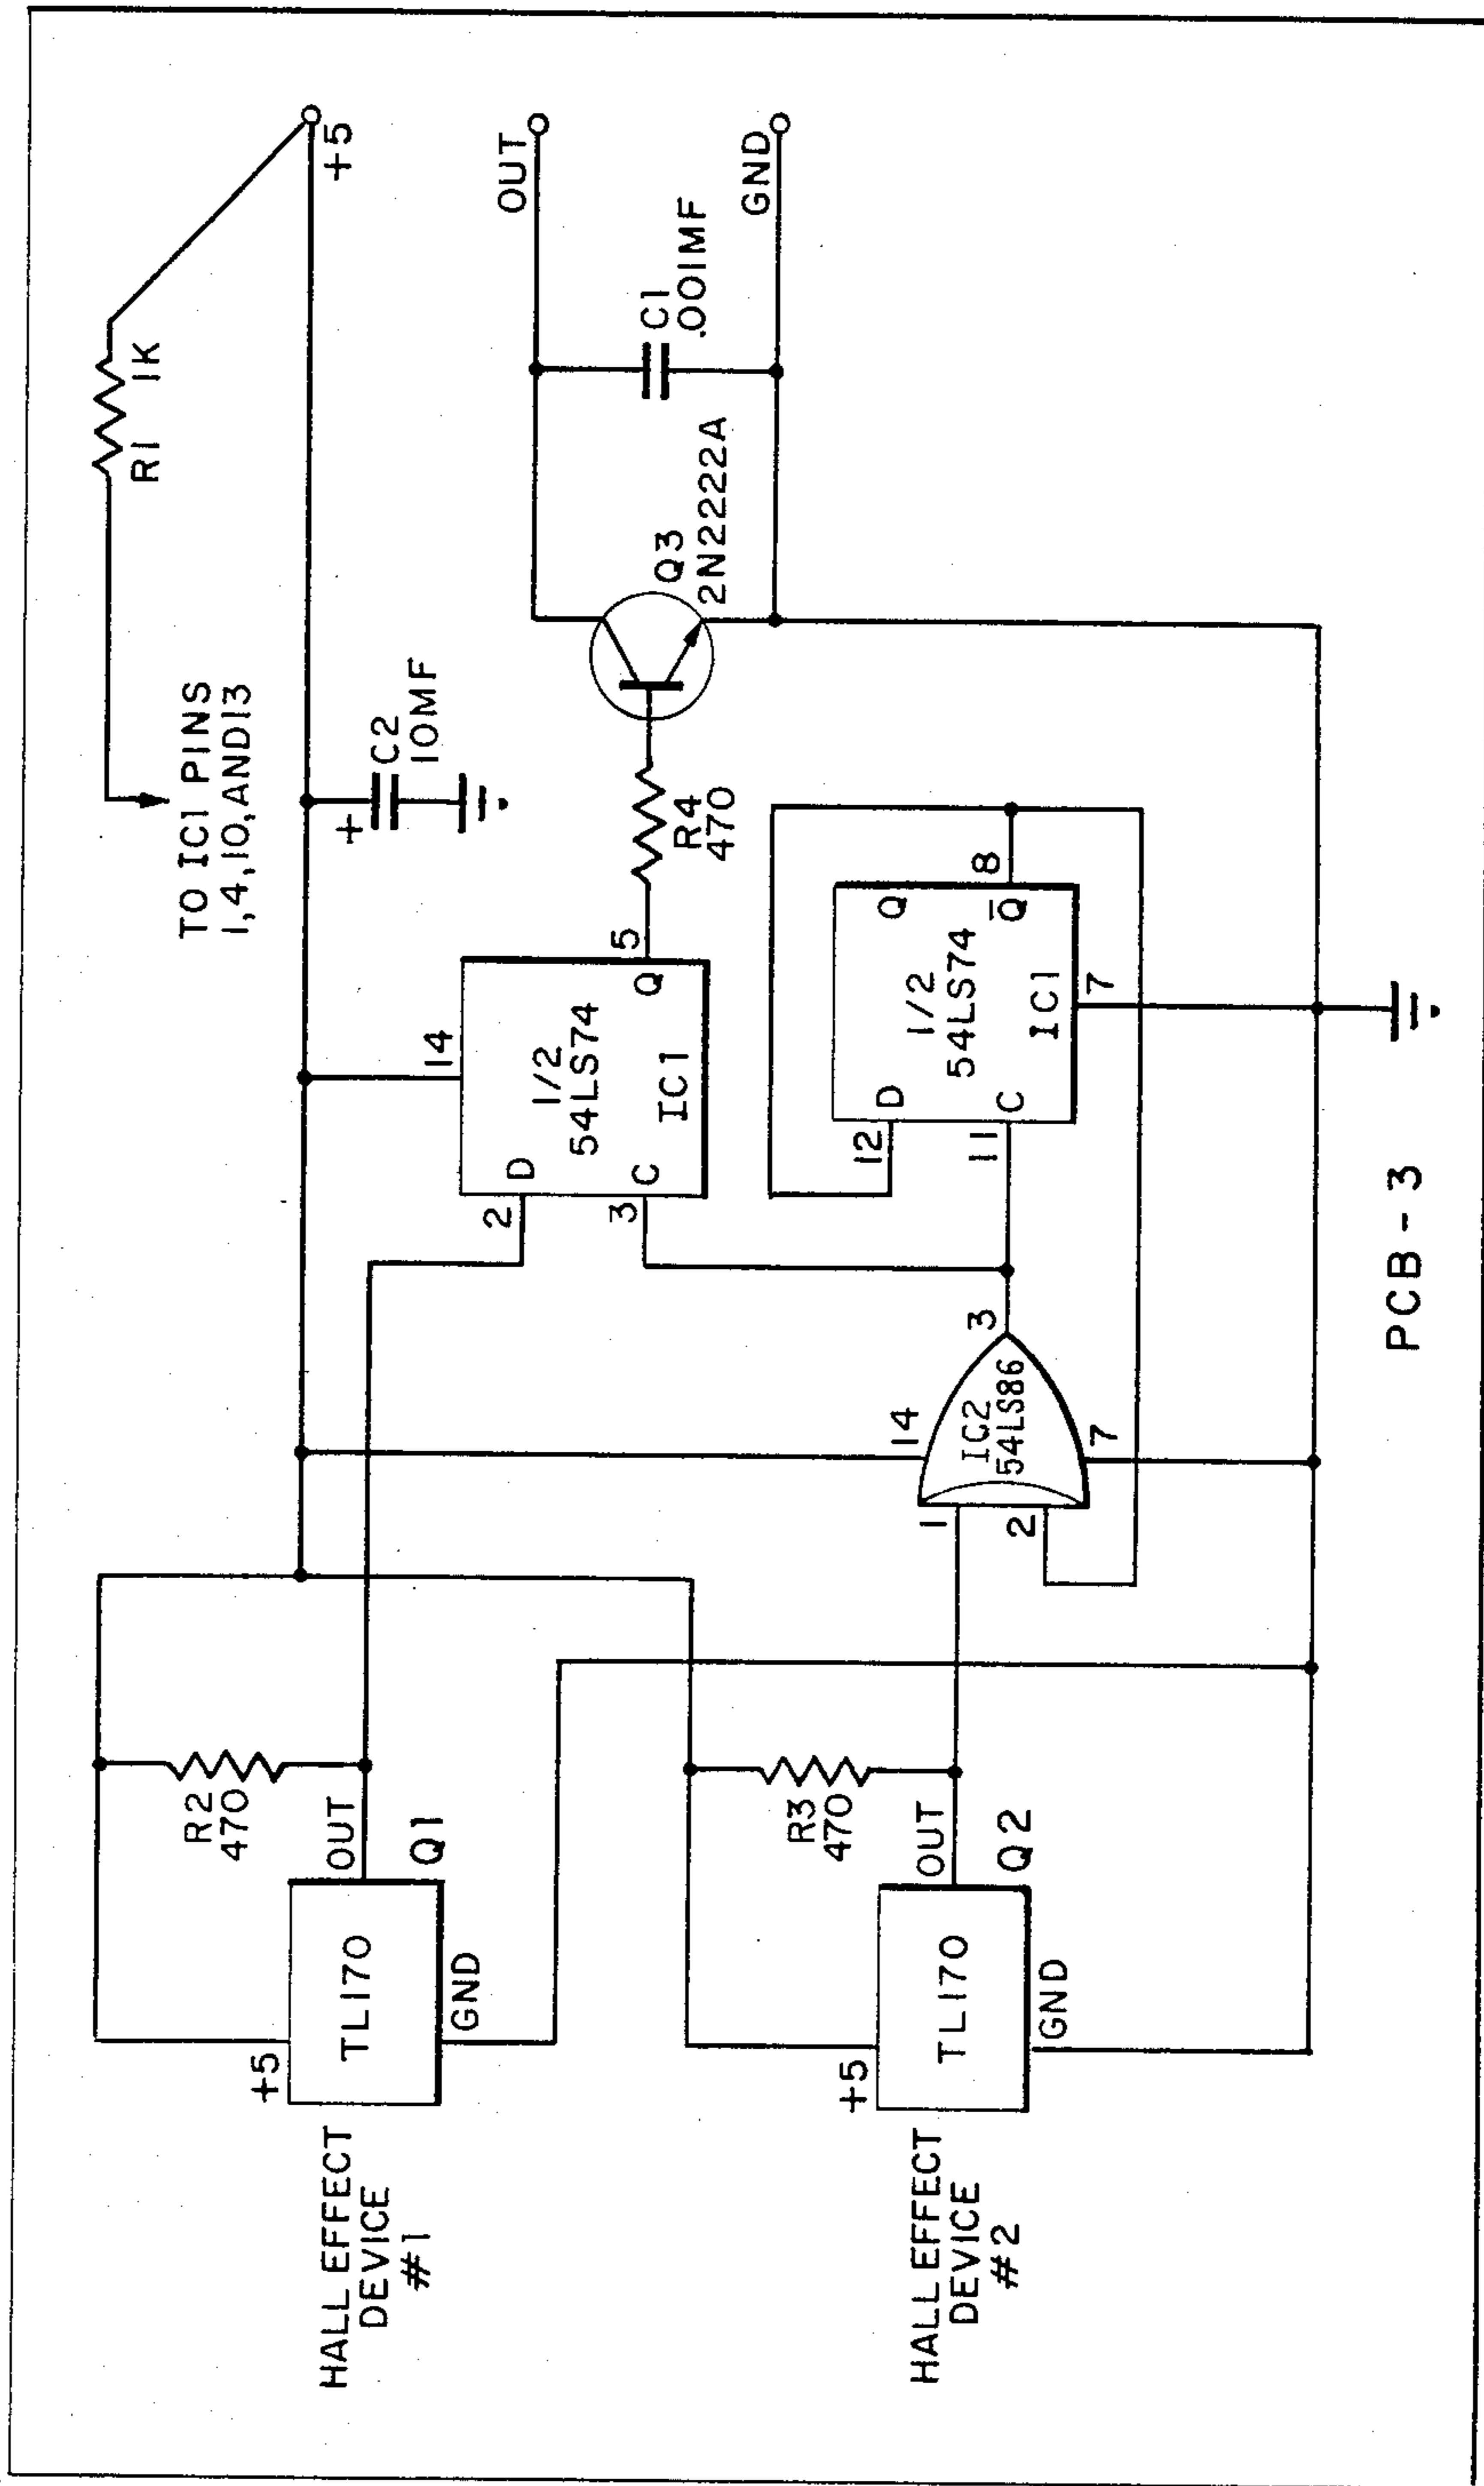 R1 1K
+5
TO IC1 PINS
1,4,10,AND13
+
C2
10MF
OUT
C1
.001MF
GND
Q3
2N2222A
R4
470
14
2
D
1/2
54LS74
IC1
3
C
Q
5
12
D
Q
1/2
54LS74
IC1
11
C
Q̅
8
7
14
1
2
IC2
54LS86
3
7
R2
470
OUT
Q1
+5
TL170
GND
HALL EFFECT
DEVICE
#1
R3
470
OUT
Q2
+5
TL170
GND
HALL EFFECT
DEVICE
#2
PCB-3